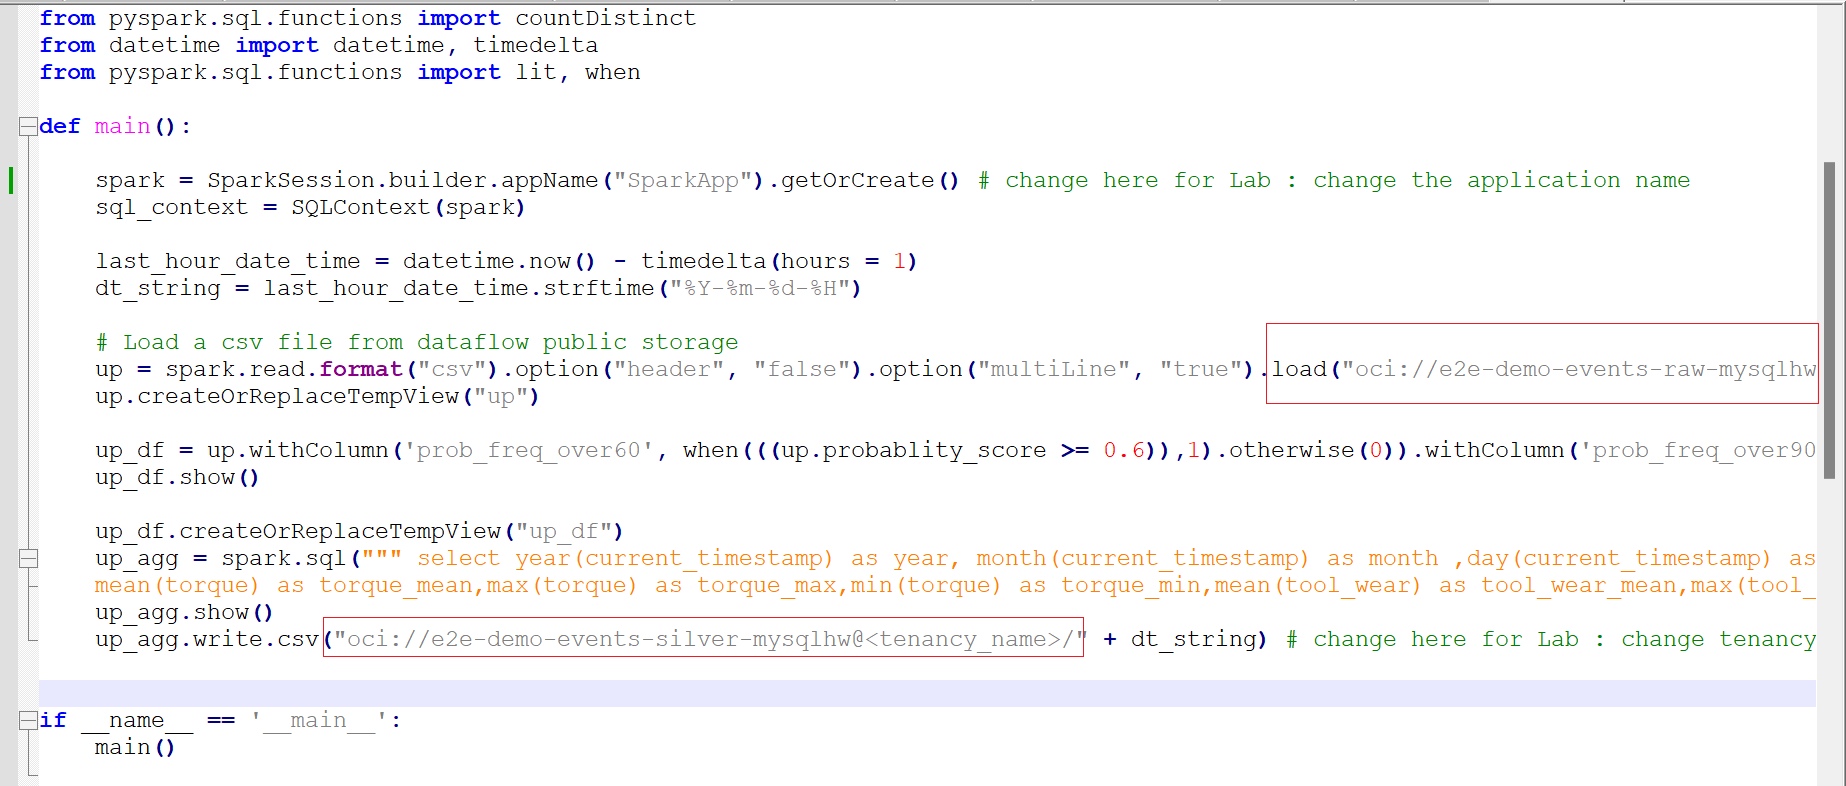 from pyspark.sql.functions import countDistinct
from datetime import datetime, timedelta
from pyspark.sql.functions import lit, when
def main():
spark = SparkSession.builder.appName("SparkApp").getOrCreate() # change here for Lab : change the application name
sql_context = SQLContext(spark)
last_hour_date_time = datetime.now() - timedelta(hours = 1)
dt_string = last_hour_date_time.strftime("%Y-%m-%d-%H")
# Load a csv file from dataflow public storage
up = spark.read.format("csv").option("header", "false").option("multiLine", "true").load("oci://e2e-demo-events-raw-mysqlhw
up.createOrReplaceTempView("up")
up_df = up.withColumn('prob_freq_over60', when(((up.probablity_score >= 0.6)),1).otherwise(0)).withColumn('prob_freq_over90
up_df.show()
up_df.createOrReplaceTempView("up_df")
up_agg = spark.sql(""" select year(current_timestamp) as year, month(current_timestamp) as month ,day(current_timestamp) as
mean(torque) as torque_mean,max(torque) as torque_max,min(torque) as torque_min,mean(tool_wear) as tool_wear_mean,max(tool_
up_agg.show()
up_agg.write.csv("oci://e2e-demo-events-silver-mysqlhw@<tenancy_name>/" + dt_string) # change here for Lab : change tenancy
if __name__ == '__main__':
main()